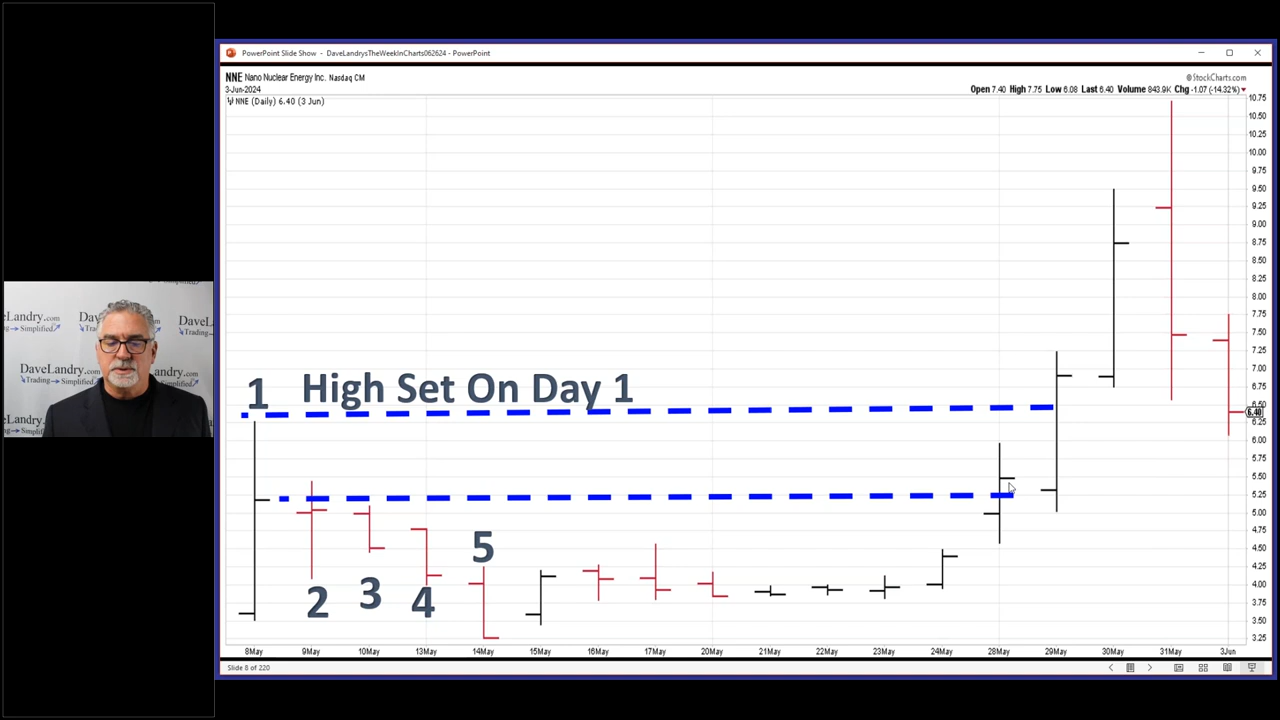 PowerPoint Slide Show - DaveLandrysTheWeekInCharts062624 - PowerPoint
NNE Nano Nuclear Energy Inc. Nasdaq CM
© StockCharts.com
3-Jun-2024
Open 7.40 High 7.75 Low 6.08 Last 6.40 Volume 843.9K Chg -1.07 (-14.32%)
NNE (Daily) 6.40 (3 Jun)
10.75
10.50
10.25
10.00
9.75
9.50
9.25
9.00
8.75
8.50
8.25
8.00
7.75
7.50
7.25
7.00
6.75
6.50
6.40
6.25
6.00
5.75
5.50
5.25
5.00
4.75
4.50
4.25
4.00
3.75
3.50
3.25
1 High Set On Day 1
5
2 3 4
8May 9May 10May 13May 14May 15May 16May 17May 20May 21May 22May 23May 24May 28May 29May 30May 31May 3Jun
Slide 8 of 220
DaveLandry.com
Trading Simplified